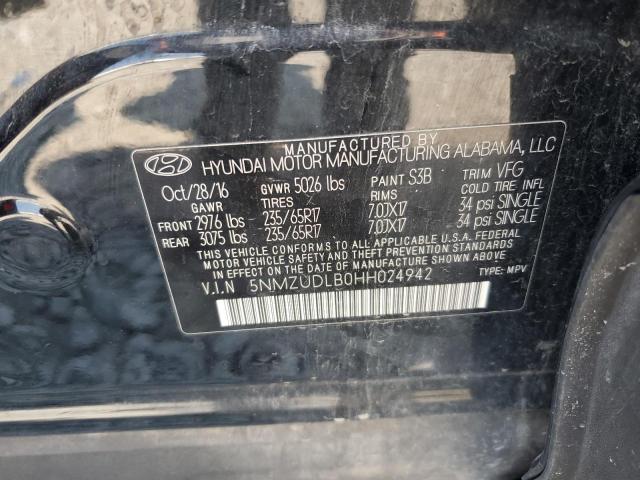 MANUFACTURED BY
HYUNDAI MOTOR MANUFACTURING ALABAMA, LLC
Oct/28/16 GVWR 5026 lbs PAINT S3B TRIM VFG
GAWR TIRES RIMS COLD TIRE INFL
FRONT 2976 lbs 235/65R17 7.0JX17 34 psi SINGLE
REAR 3075 lbs 235/65R17 7.0JX17 34 psi SINGLE
THIS VEHICLE CONFORMS TO ALL APPLICABLE U.S.A. FEDERAL
MOTOR VEHICLE SAFETY AND THEFT PREVENTION STANDARDS
IN EFFECT ON THE DATE OF MANUFACTURE SHOWN ABOVE.
V.I.N 5NMZUDLB0HH024942 TYPE: MPV